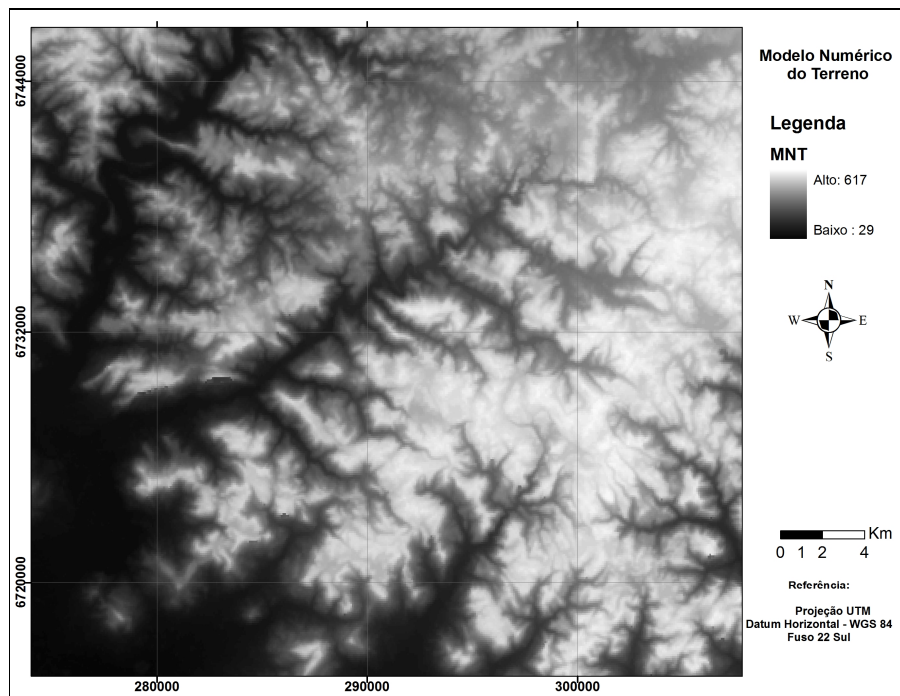 Modelo Numérico
do Terreno
Legenda
MNT
Alto: 617
Baixo : 29
N
W E
S
Km
0 1 2 4
Referência:
Projeção UTM
Datum Horizontal - WGS 84
Fuso 22 Sul
6744000
6732000
6720000
280000 290000 300000